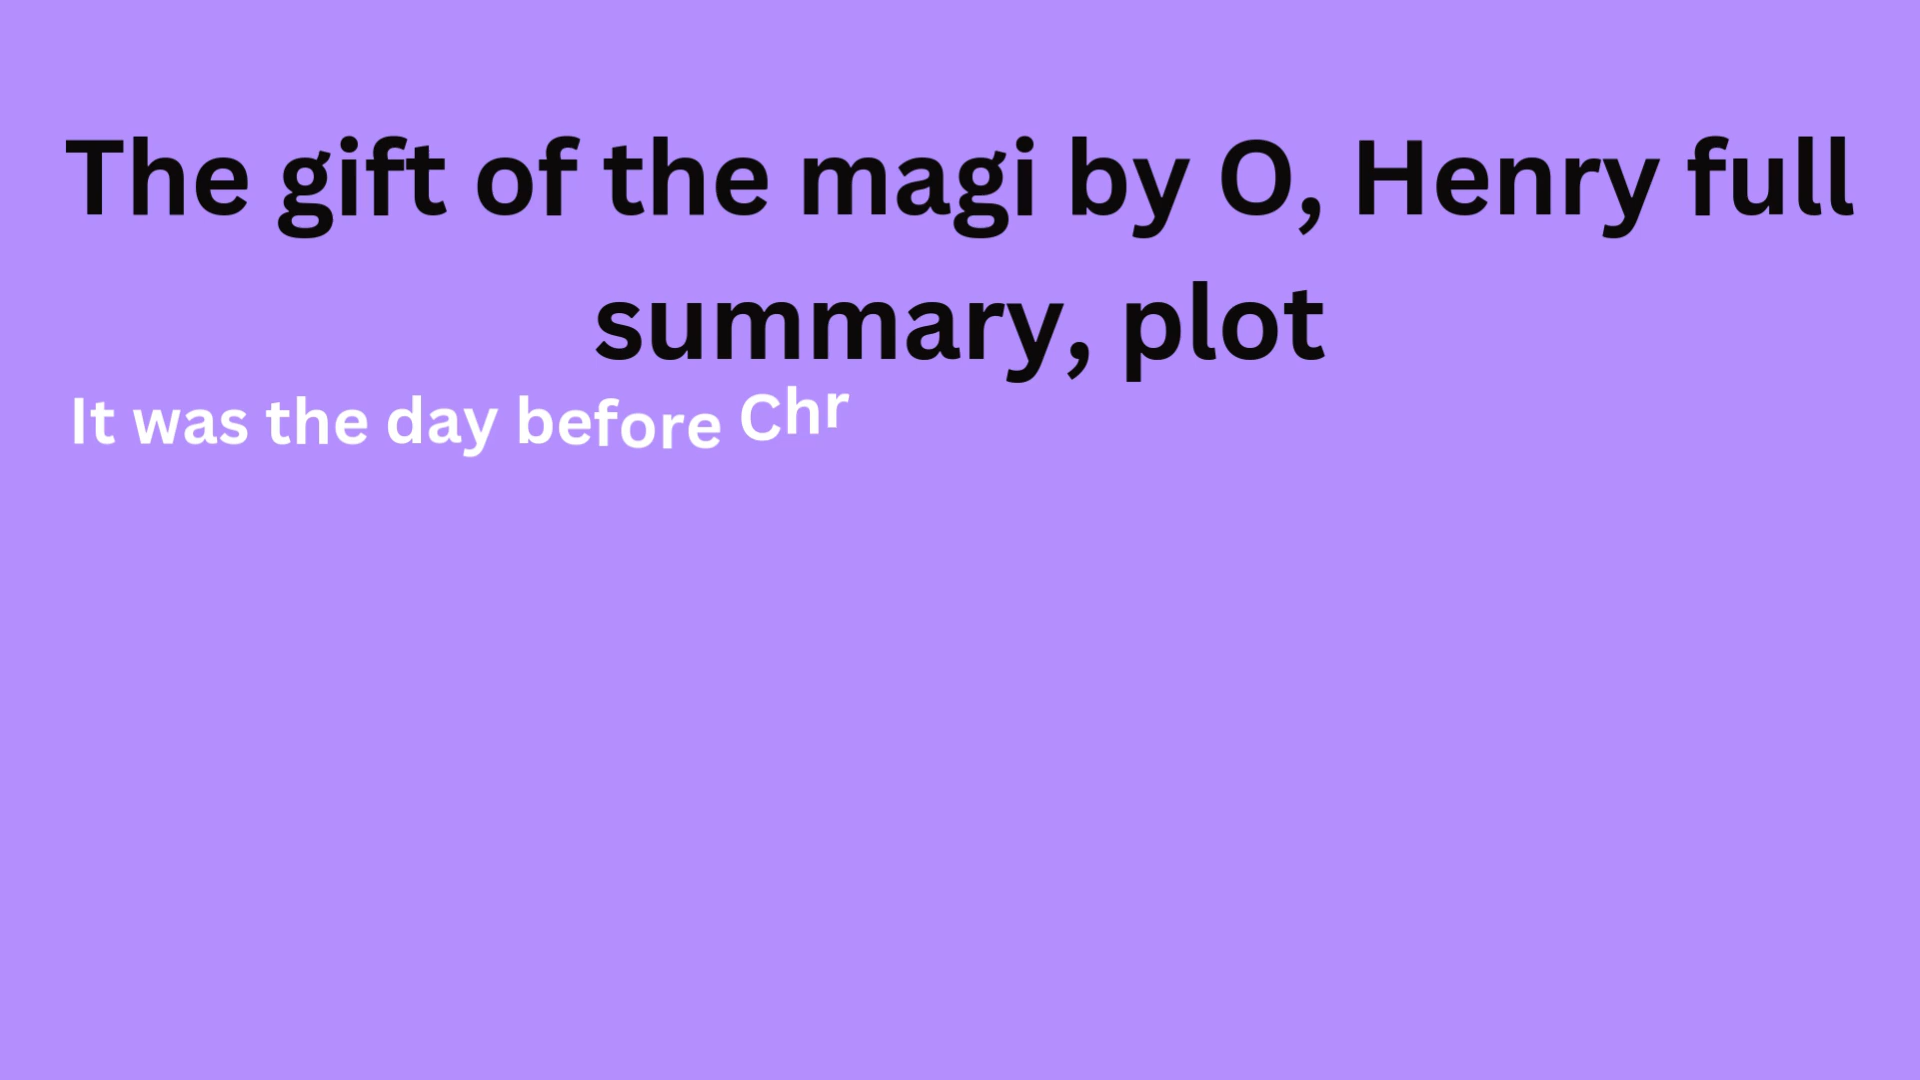 The gift of the magi by O, Henry full
summary, plot
It was the day before Chr